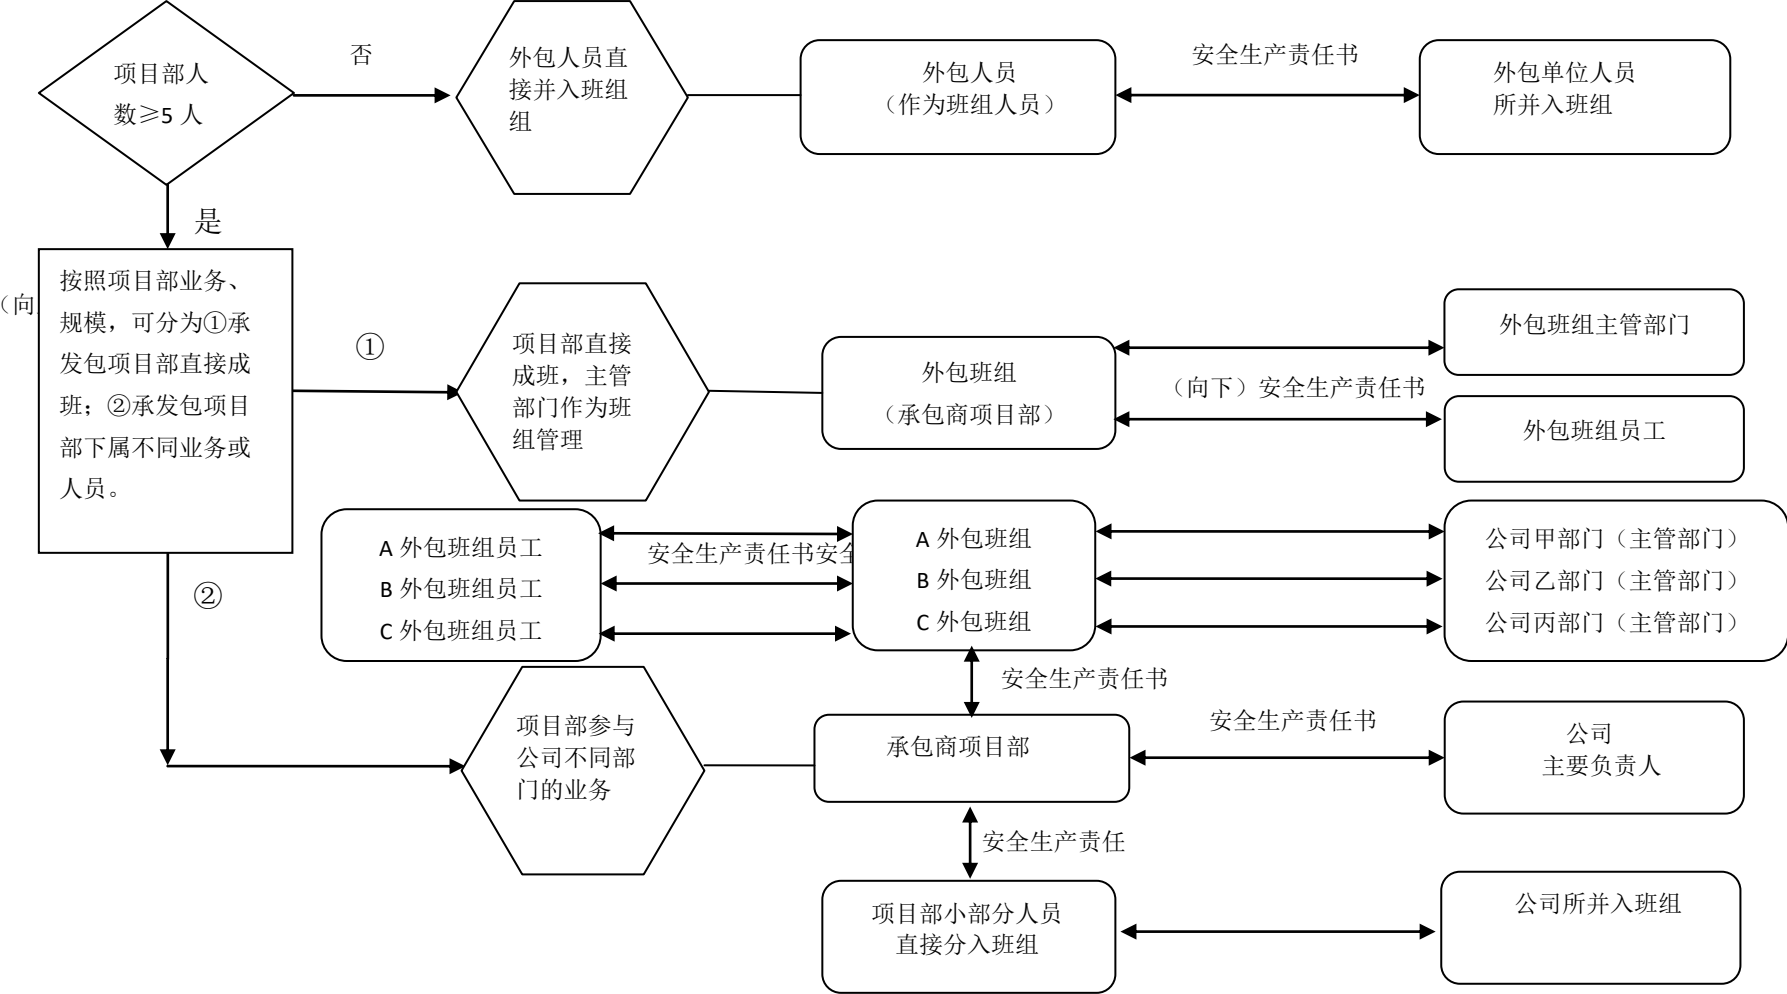 项目部人
数≥5 人
否
外包人员直
接并入班组
组
外包人员
（作为班组人员）
安全生产责任书
外包单位人员
所并入班组
是
（向
按照项目部业务、
规模，可分为①承
发包项目部直接成
班；②承发包项目
部下属不同业务或
人员。
①
项目部直接
成班，主管
部门作为班
组管理
外包班组
（承包商项目部）
外包班组主管部门
（向下）安全生产责任书
外包班组员工
②
A 外包班组员工
B 外包班组员工
C 外包班组员工
安全生产责任书安全
A 外包班组
B 外包班组
C 外包班组
公司甲部门（主管部门）
公司乙部门（主管部门）
公司丙部门（主管部门）
安全生产责任书
项目部参与
公司不同部
门的业务
承包商项目部
安全生产责任书
公司
主要负责人
安全生产责任
项目部小部分人员
直接分入班组
公司所并入班组